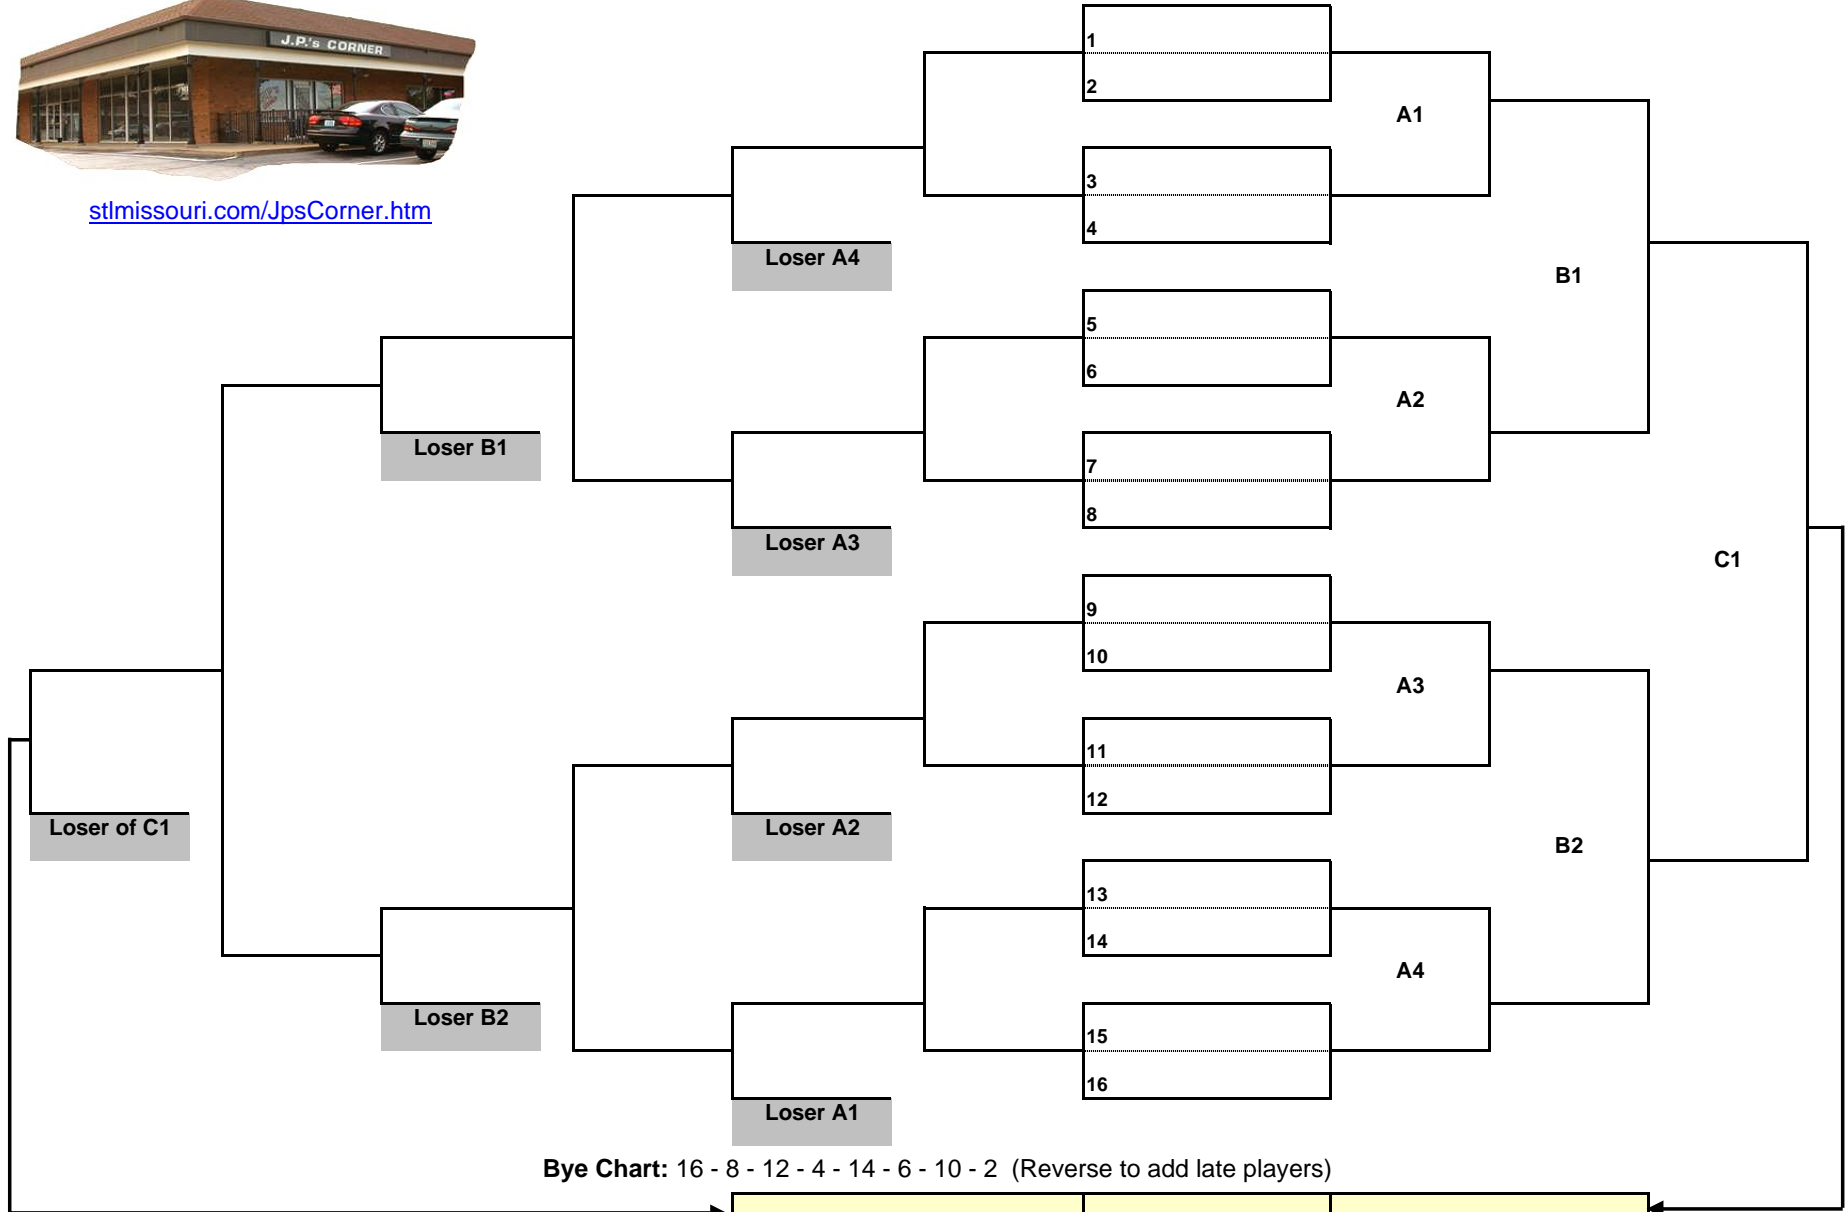 J.P.'s CORNER
stlmissouri.com/JpsCorner.htm
1
2
A1
3
4
Loser A4
B1
5
6
A2
Loser B1
7
8
Loser A3
C1
9
10
A3
11
12
Loser of C1
Loser A2
B2
13
14
A4
Loser B2
15
16
Loser A1
Bye Chart: 16 - 8 - 12 - 4 - 14 - 6 - 10 - 2 (Reverse to add late players)